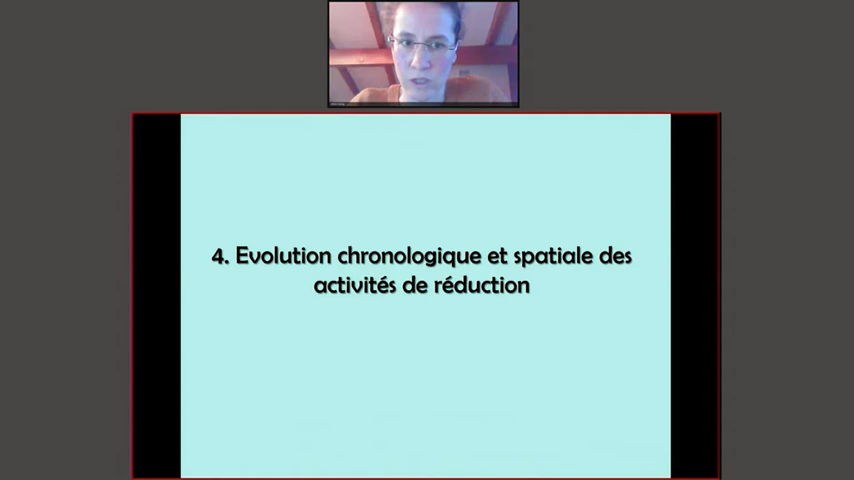 4. Evolution chronologique et spatiale des
activités de réduction